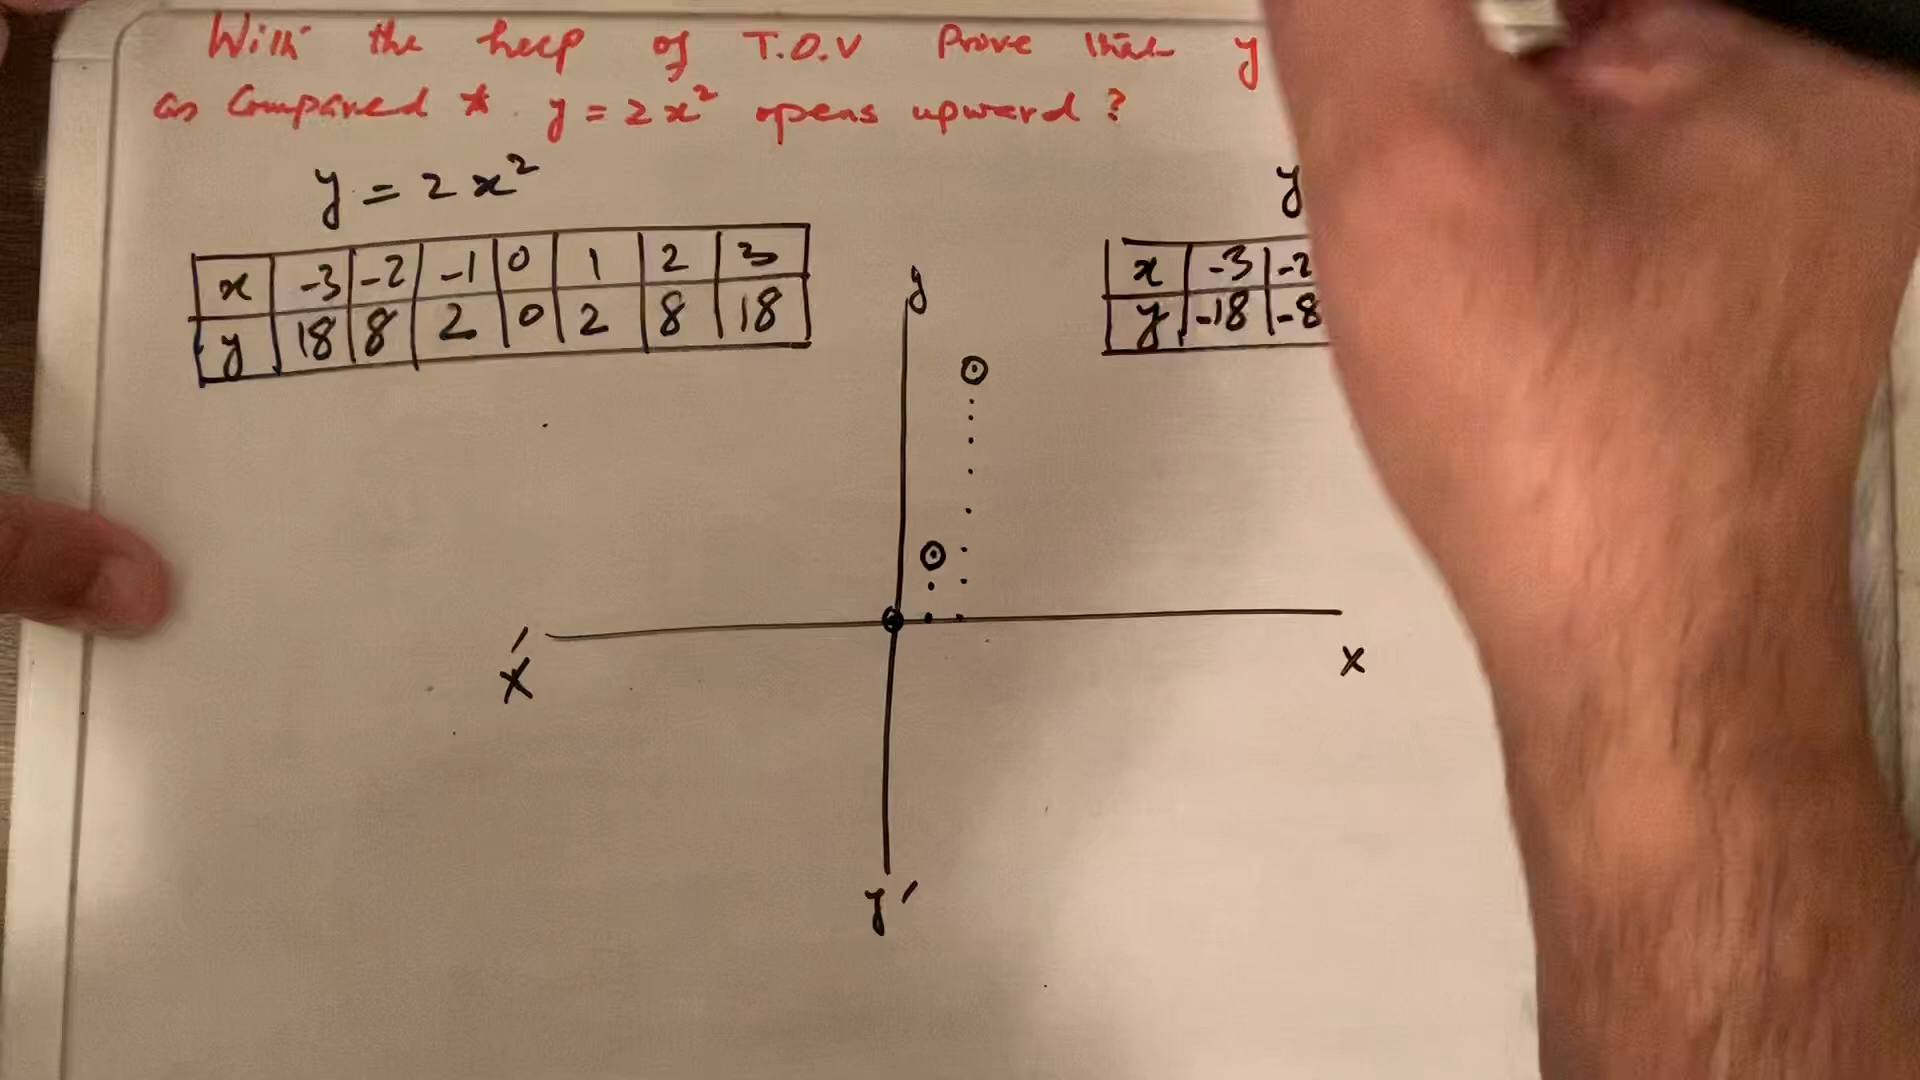 With the help of T.O.V Prove that y
as Compared to y = 2x² opens upward ?
y = 2x²
x -3 -2 -1 0 1 2 3
y 18 8 2 0 2 8 18
y
x -3 -2
y -18 -8
y
x' x
y'